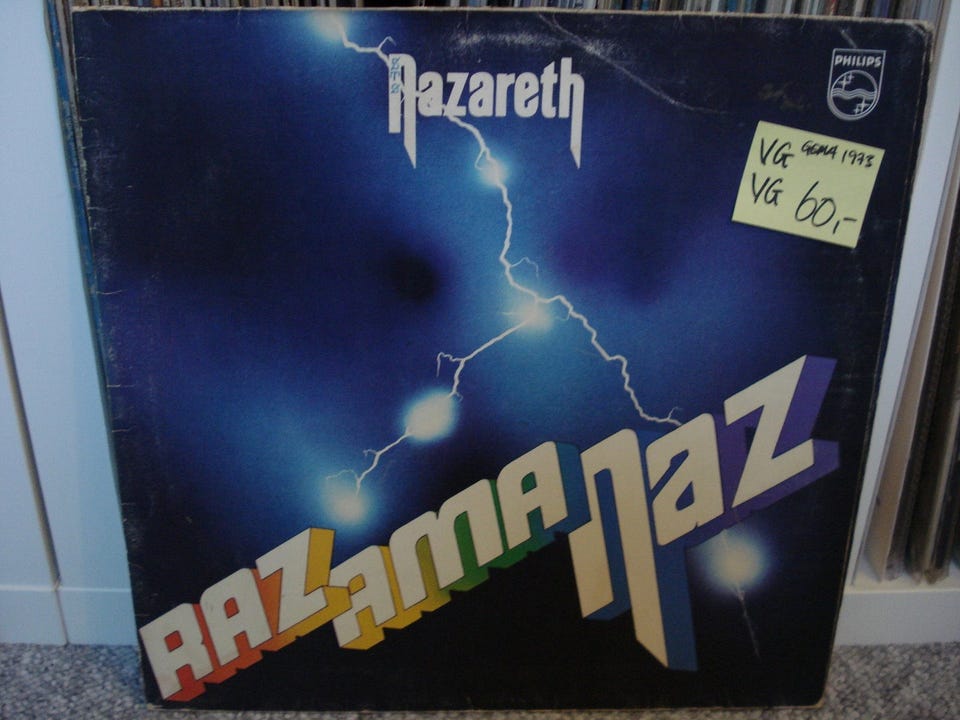 Nazareth
PHILIPS
VG GEMA 1973
VG 60,-
RAZAMANAZ